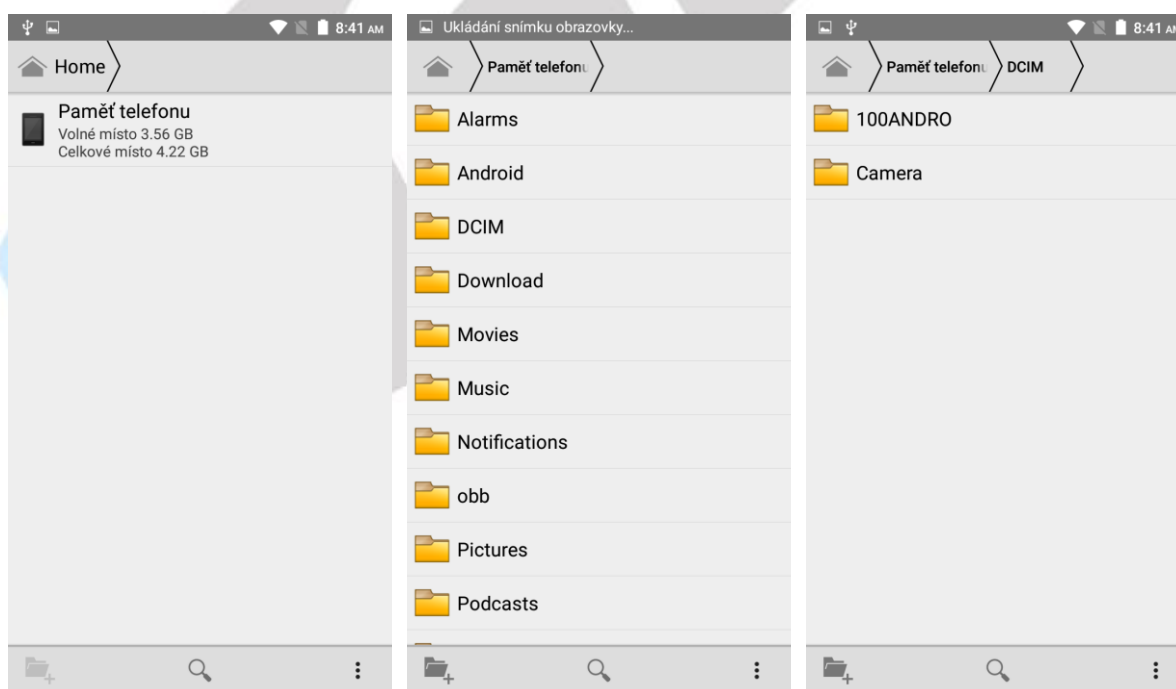 8:41 AM
Home
Paměť telefonu
Volné místo 3.56 GB
Celkové místo 4.22 GB
Ukládání snímku obrazovky...
Paměť telefonu
Alarms
Android
DCIM
Download
Movies
Music
Notifications
obb
Pictures
Podcasts
8:41 AM
Paměť telefonu DCIM
100ANDRO
Camera